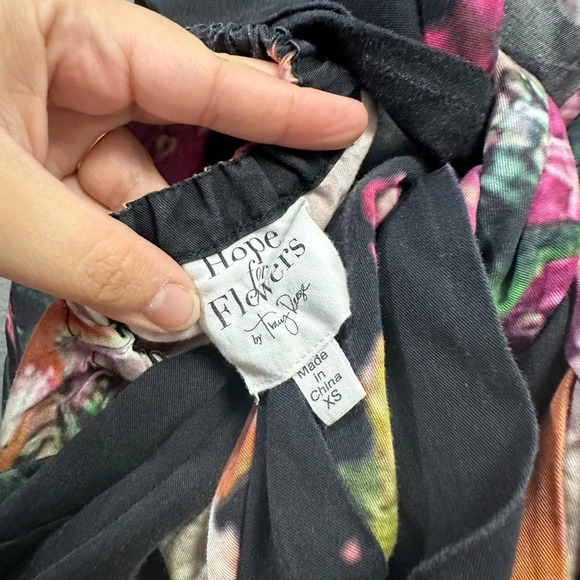 Hope
for
Flowers
by Tracy Reese
Made
in
China
XS